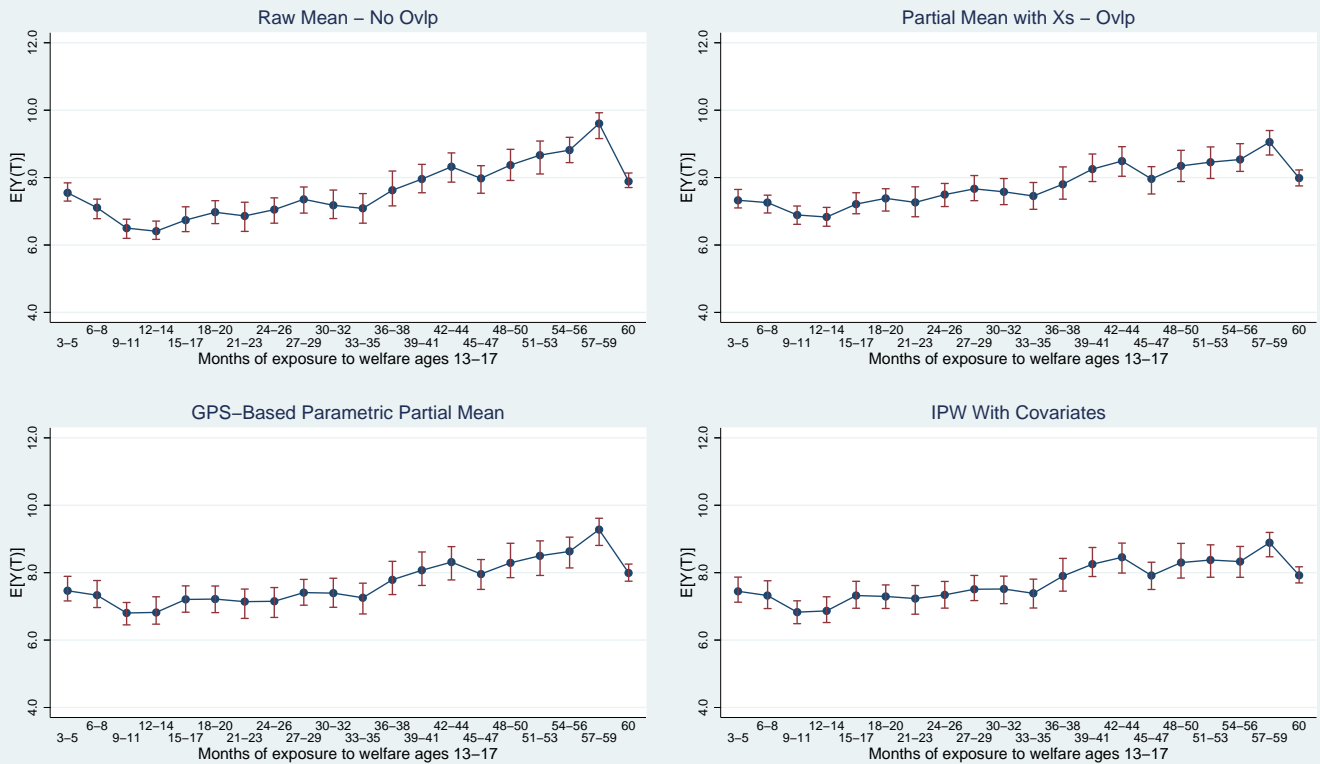 Raw Mean – No Ovlp
E[Y(T)]
12.0
10.0
8.0
6.0
4.0
6–8 12–14 18–20 24–26 30–32 36–38 42–44 48–50 54–56 60
3–5 9–11 15–17 21–23 27–29 33–35 39–41 45–47 51–53 57–59
Months of exposure to welfare ages 13–17
Partial Mean with Xs – Ovlp
E[Y(T)]
12.0
10.0
8.0
6.0
4.0
6–8 12–14 18–20 24–26 30–32 36–38 42–44 48–50 54–56 60
3–5 9–11 15–17 21–23 27–29 33–35 39–41 45–47 51–53 57–59
Months of exposure to welfare ages 13–17
GPS–Based Parametric Partial Mean
E[Y(T)]
12.0
10.0
8.0
6.0
4.0
6–8 12–14 18–20 24–26 30–32 36–38 42–44 48–50 54–56 60
3–5 9–11 15–17 21–23 27–29 33–35 39–41 45–47 51–53 57–59
Months of exposure to welfare ages 13–17
IPW With Covariates
E[Y(T)]
12.0
10.0
8.0
6.0
4.0
6–8 12–14 18–20 24–26 30–32 36–38 42–44 48–50 54–56 60
3–5 9–11 15–17 21–23 27–29 33–35 39–41 45–47 51–53 57–59
Months of exposure to welfare ages 13–17